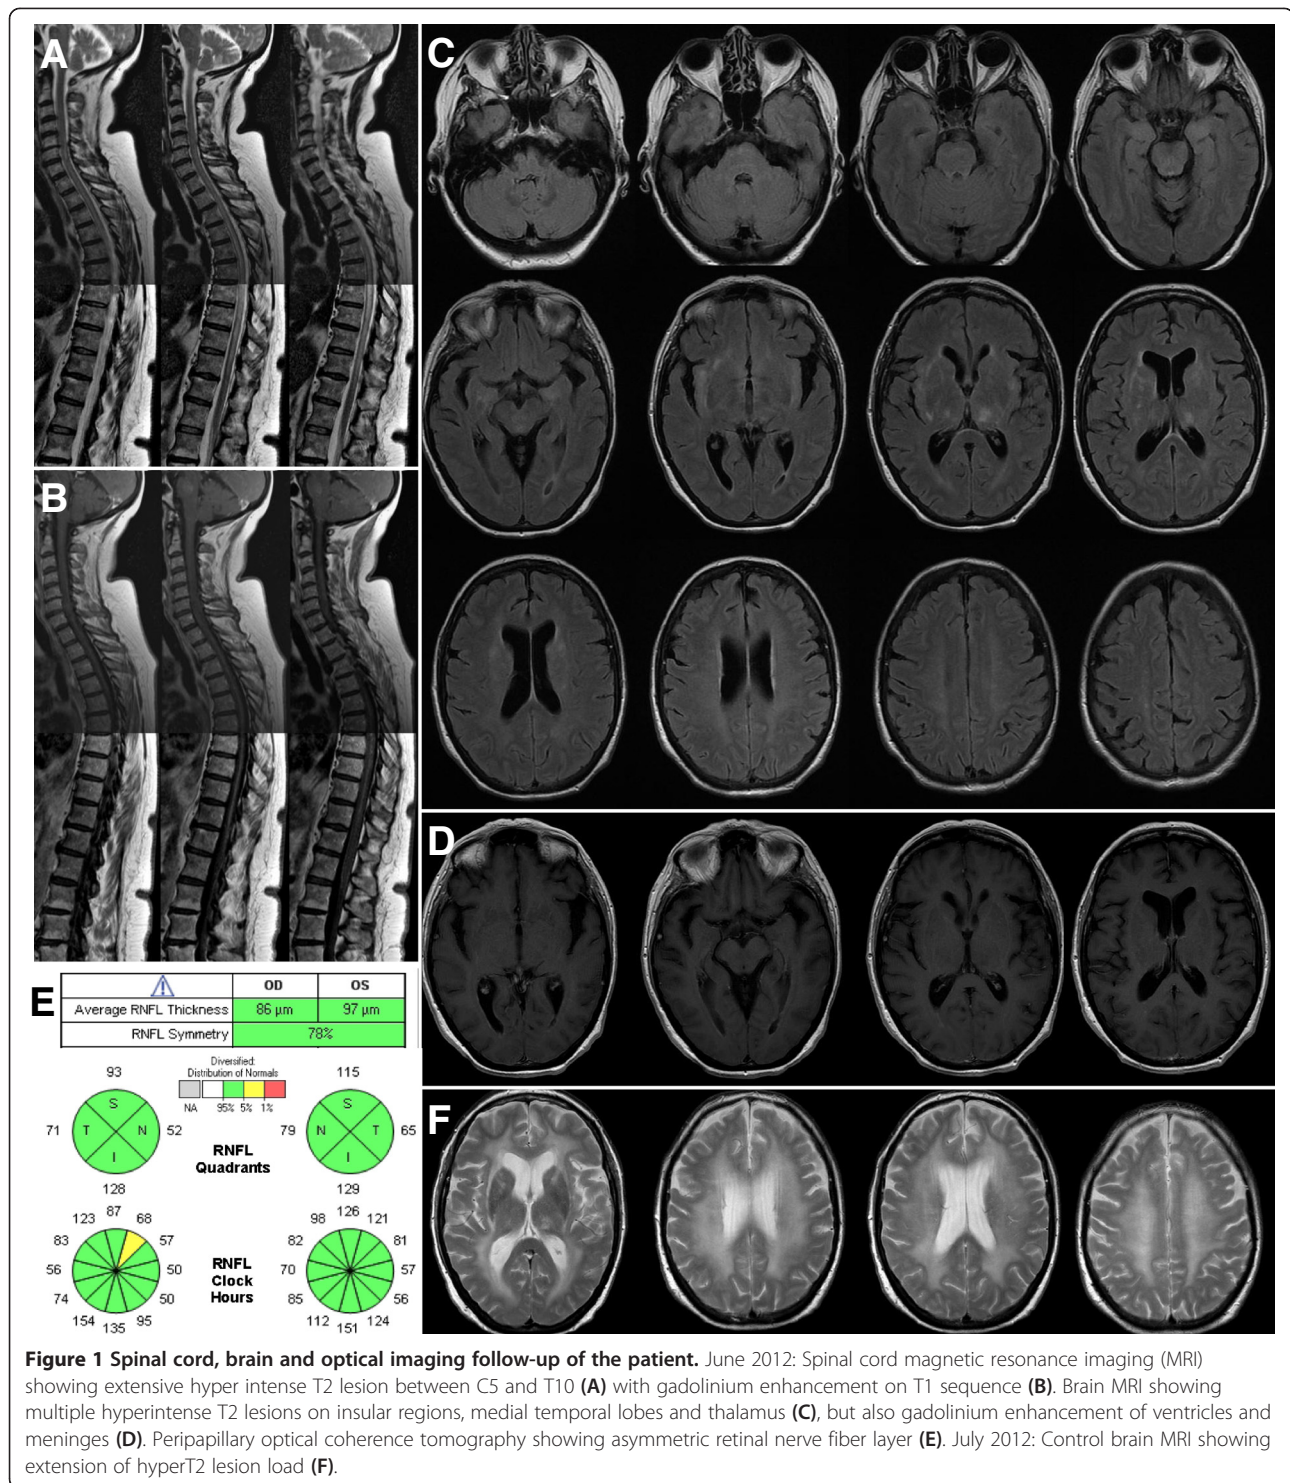 A
B
C
D
E
F
OD OS
Average RNFL Thickness 86 µm 97 µm
RNFL Symmetry 78%
Diversified:
Distribution of Normals
NA 95% 5% 1%
93 115
S S
71 T N 52 79 N T 65
I I
RNFL
Quadrants
128 129
87 126
123 68 98 121
83 57 82 81
56 50 70 57
74 50 85 56
154 95 112 124
135 151
RNFL
Clock
Hours
Figure 1 Spinal cord, brain and optical imaging follow-up of the patient. June 2012: Spinal cord magnetic resonance imaging (MRI)
showing extensive hyper intense T2 lesion between C5 and T10 (A) with gadolinium enhancement on T1 sequence (B). Brain MRI showing
multiple hyperintense T2 lesions on insular regions, medial temporal lobes and thalamus (C), but also gadolinium enhancement of ventricles and
meninges (D). Peripapillary optical coherence tomography showing asymmetric retinal nerve fiber layer (E). July 2012: Control brain MRI showing
extension of hyperT2 lesion load (F).